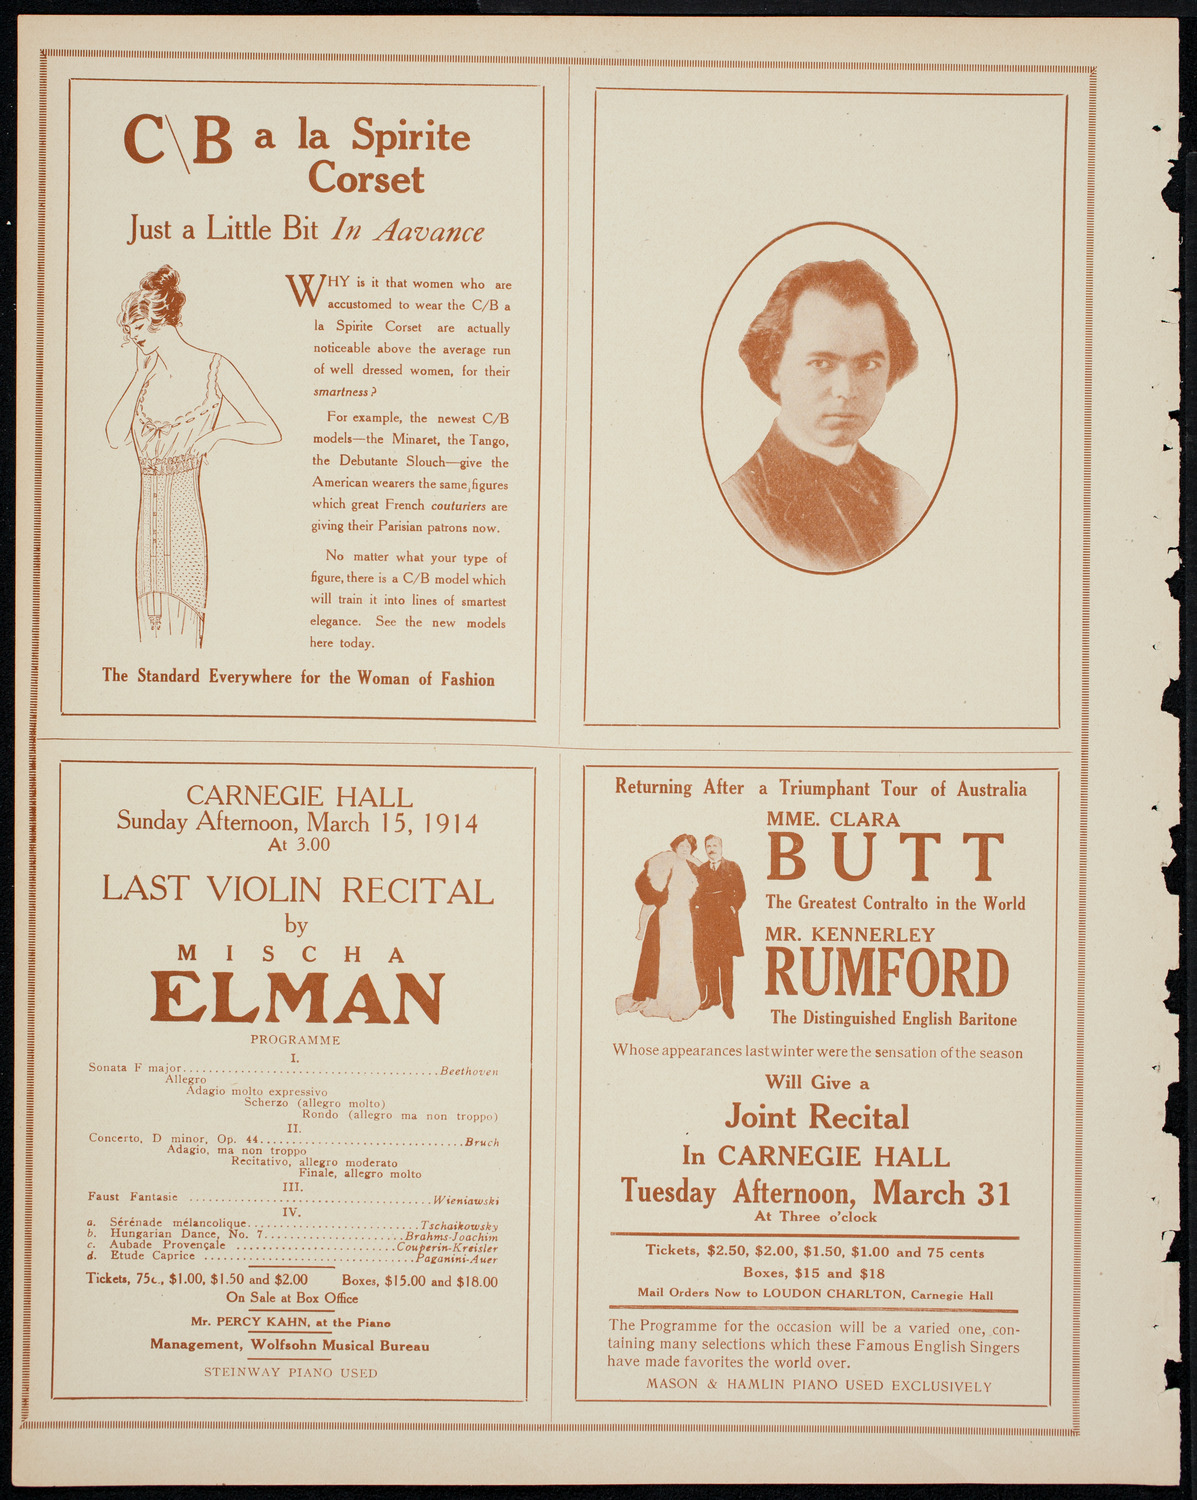 C\B a la Spirite
Corset
Just a Little Bit In Aavance
WHY is it that women who are
accustomed to wear the C/B a
la Spirite Corset are actually
noticeable above the average run
of well dressed women, for their
smartness?
For example, the newest C/B
models—the Minaret, the Tango,
the Debutante Slouch—give the
American wearers the same figures
which great French couturiers are
giving their Parisian patrons now.
No matter what your type of
figure, there is a C/B model which
will train it into lines of smartest
elegance. See the new models
here today.
The Standard Everywhere for the Woman of Fashion
CARNEGIE HALL
Sunday Afternoon, March 15, 1914
At 3.00
LAST VIOLIN RECITAL
by
MISCHA
ELMAN
PROGRAMME
I.
Sonata F major........................................Beethoven
Allegro
Adagio molto expressivo
Scherzo (allegro molto)
Rondo (allegro ma non troppo)
II.
Concerto, D minor, Op. 44................................Bruch
Adagio, ma non troppo
Recitativo, allegro moderato
Finale, allegro molto
III.
Faust Fantasie ......................................Wieniawski
IV.
a. Sérénade mélancolique...........................Tschaikowsky
b. Hungarian Dance, No. 7......................Brahms-Joachim
c. Aubade Provençale .........................Couperin-Kreisler
d. Etude Caprice .................................Paganini-Auer
Tickets, 75c., $1.00, $1.50 and $2.00 Boxes, $15.00 and $18.00
On Sale at Box Office
Mr. PERCY KAHN, at the Piano
Management, Wolfsohn Musical Bureau
STEINWAY PIANO USED
Returning After a Triumphant Tour of Australia
MME. CLARA
BUTT
The Greatest Contralto in the World
MR. KENNERLEY
RUMFORD
The Distinguished English Baritone
Whose appearances last winter were the sensation of the season
Will Give a
Joint Recital
In CARNEGIE HALL
Tuesday Afternoon, March 31
At Three o'clock
Tickets, $2.50, $2.00, $1.50, $1.00 and 75 cents
Boxes, $15 and $18
Mail Orders Now to LOUDON CHARLTON, Carnegie Hall
The Programme for the occasion will be a varied one, con-
taining many selections which these Famous English Singers
have made favorites the world over.
MASON & HAMLIN PIANO USED EXCLUSIVELY